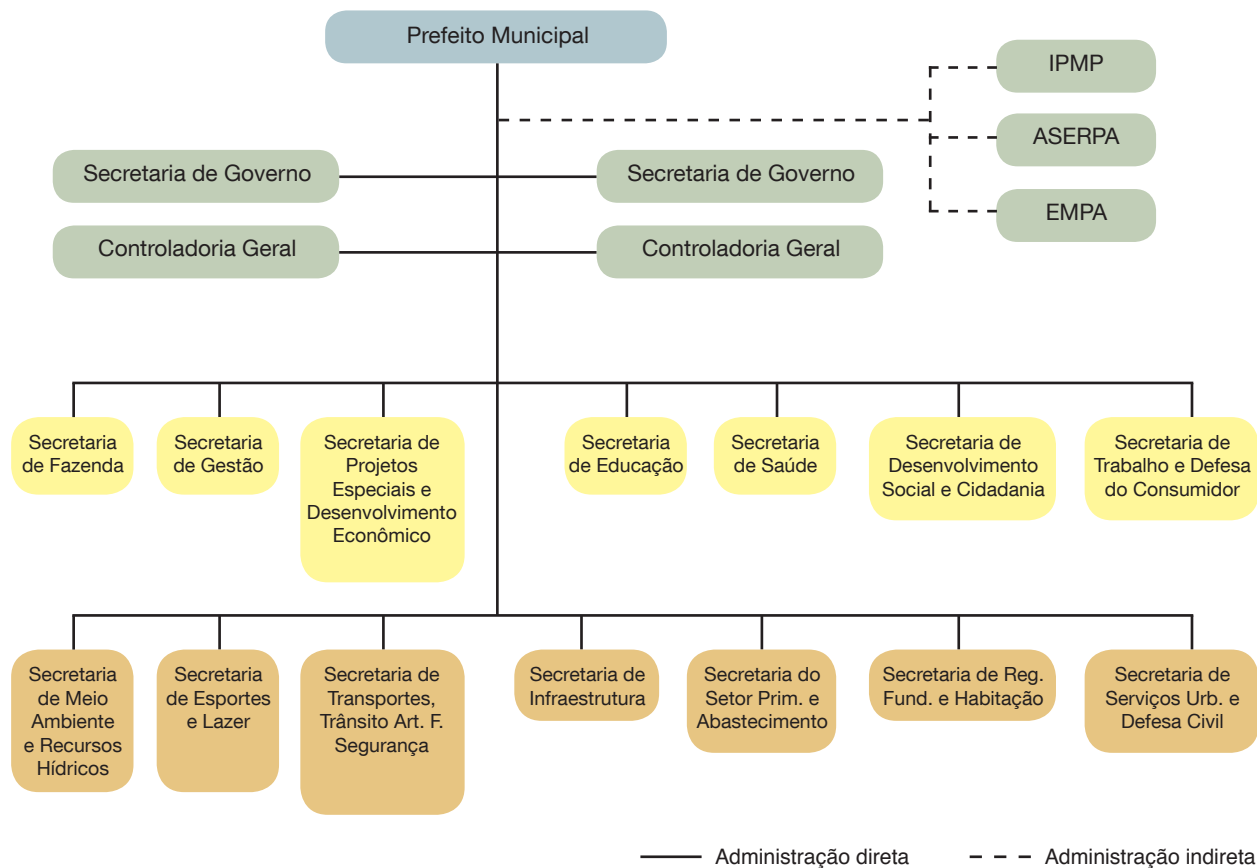 Prefeito Municipal
IPMP
ASERPA
EMPA
Secretaria de Governo
Secretaria de Governo
Controladoria Geral
Controladoria Geral
Secretaria
de Fazenda
Secretaria
de Gestão
Secretaria de
Projetos
Especiais e
Desenvolvimento
Econômico
Secretaria
de Educação
Secretaria
de Saúde
Secretaria de
Desenvolvimento
Social e Cidadania
Secretaria de
Trabalho e Defesa
do Consumidor
Secretaria
de Meio
Ambiente
e Recursos
Hídricos
Secretaria
de Esportes
e Lazer
Secretaria de
Transportes,
Trânsito Art. F.
Segurança
Secretaria de
Infraestrutura
Secretaria do
Setor Prim. e
Abastecimento
Secretaria de Reg.
Fund. e Habitação
Secretaria de
Serviços Urb. e
Defesa Civil
Administração direta
Administração indireta